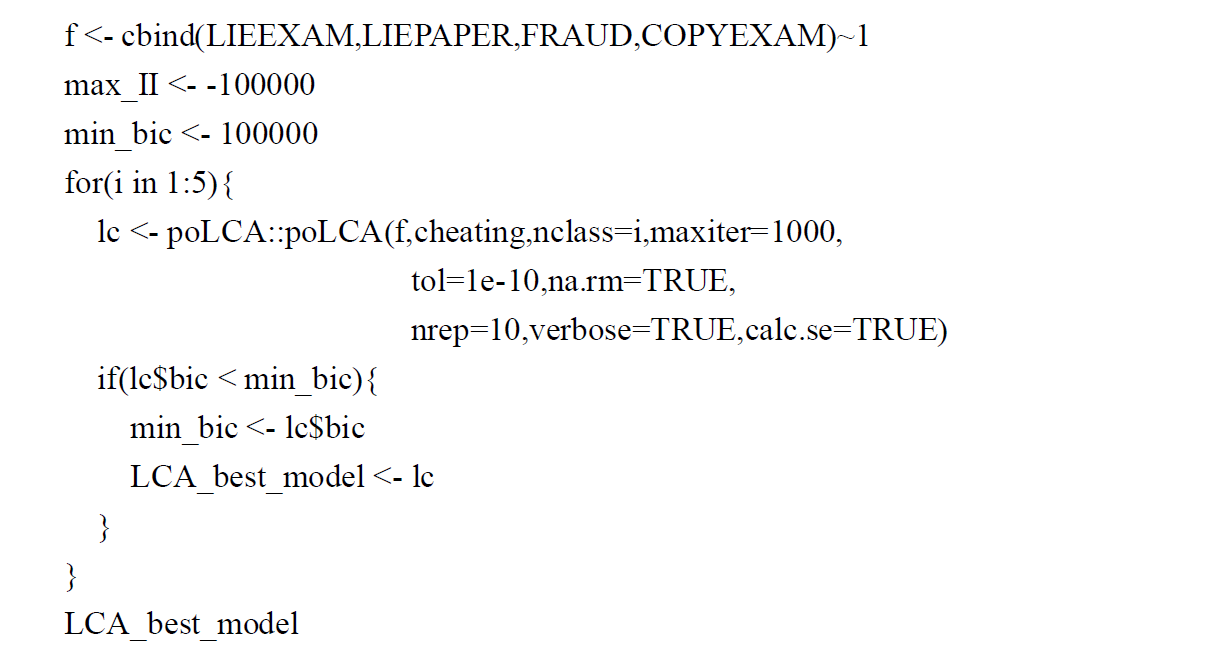 f <- cbind(LIEEXAM,LIEPAPER,FRAUD,COPYEXAM)~1
max_II <- -100000
min_bic <- 100000
for(i in 1:5){
lc <- poLCA::poLCA(f,cheating,nclass=i,maxiter=1000,
tol=1e-10,na.rm=TRUE,
nrep=10,verbose=TRUE,calc.se=TRUE)
if(lc$bic < min_bic){
min_bic <- lc$bic
LCA_best_model <- lc
}
}
LCA_best_model